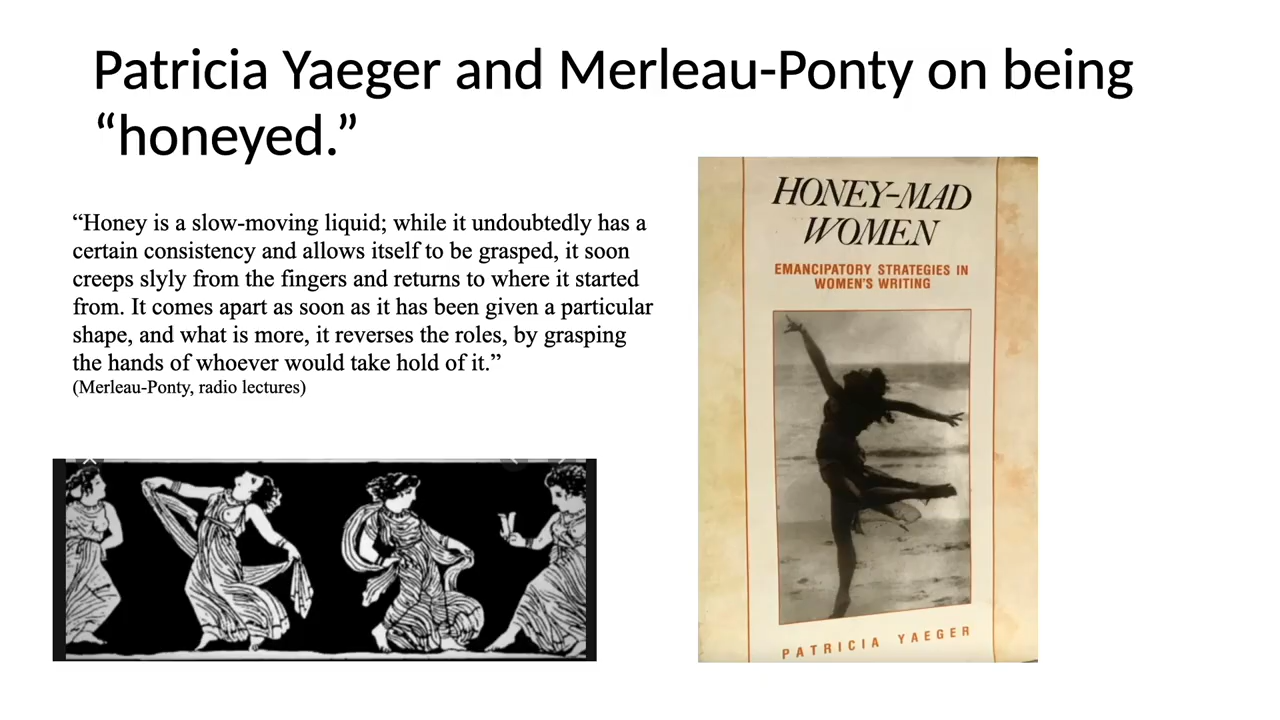 Patricia Yaeger and Merleau-Ponty on being
“honeyed.”
“Honey is a slow-moving liquid; while it undoubtedly has a
certain consistency and allows itself to be grasped, it soon
creeps slyly from the fingers and returns to where it started
from. It comes apart as soon as it has been given a particular
shape, and what is more, it reverses the roles, by grasping
the hands of whoever would take hold of it.”
(Merleau-Ponty, radio lectures)
HONEY-MAD
WOMEN
EMANCIPATORY STRATEGIES IN
WOMEN'S WRITING
PATRICIA YAEGER